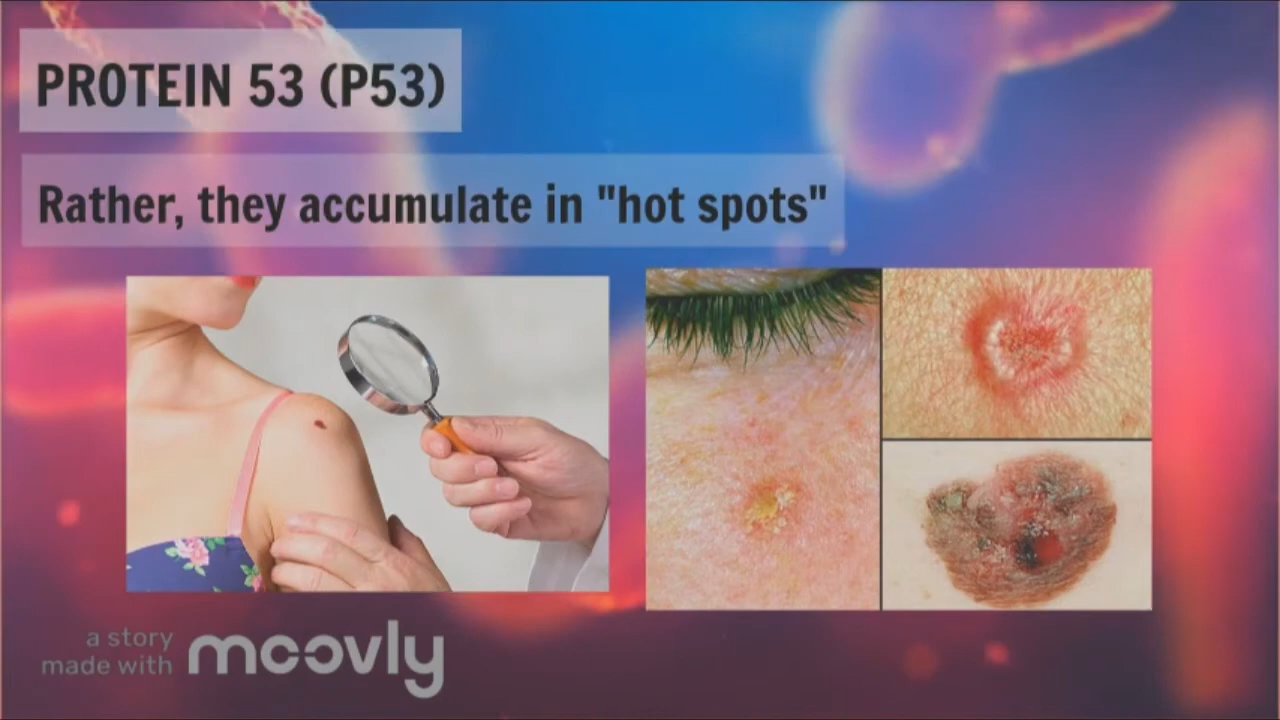 PROTEIN 53 (P53)
Rather, they accumulate in "hot spots"
a story
made with moovly